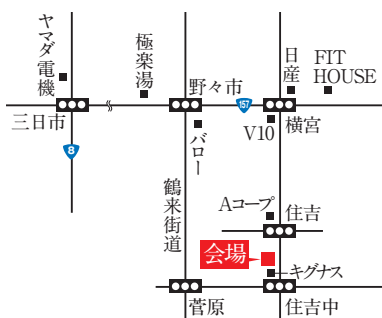 ヤマダ電機
極楽湯
日産
FIT HOUSE
野々市
157
三日市
8
バロー
V10
横宮
鶴来街道
Aコープ
住吉
会場
キグナス
菅原
住吉中